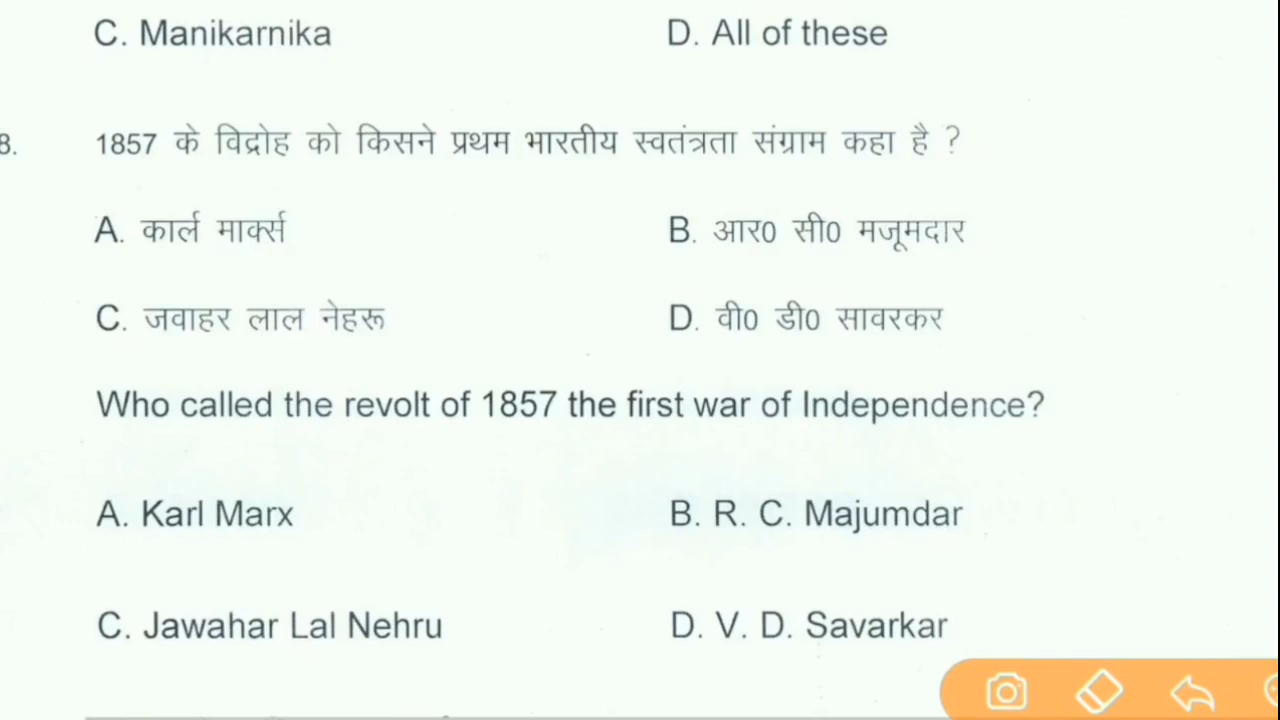 C. Manikarnika D. All of these
8. 1857 के विद्रोह को किसने प्रथम भारतीय स्वतंत्रता संग्राम कहा है ?
A. कार्ल मार्क्स B. आर0 सी0 मजूमदार
C. जवाहर लाल नेहरू D. वी0 डी0 सावरकर
Who called the revolt of 1857 the first war of Independence?
A. Karl Marx B. R. C. Majumdar
C. Jawahar Lal Nehru D. V. D. Savarkar